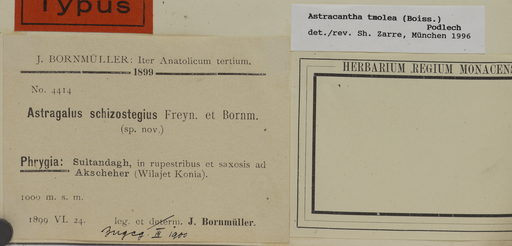 Typus
Astracantha tmolea (Boiss.)
Podlech
det./rev. Sh. Zarre, München 1996
J. BORNMÜLLER: Iter Anatolicum tertium.
1899
No. 4414
Astragalus schizostegius Freyn. et Bornm.
(sp. nov.)
Phrygia: Sultandagh, in rupestribus et saxosis ad
Akscheher (Wilajet Konia).
1000 m. s. m.
1899 VI. 24. leg. et determ. J. Bornmüller.
1900
HERBARIUM REGIUM MONACENS